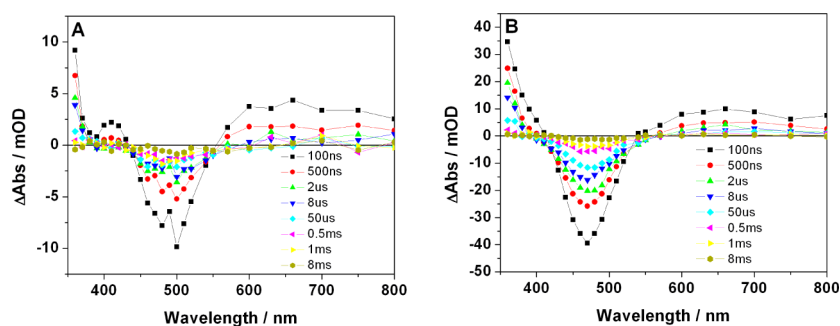 A
10
5
0
-5
-10
ΔAbs / mOD
100ns
500ns
2us
8us
50us
0.5ms
1ms
8ms
400 500 600 700 800
Wavelength / nm
B
40
30
20
10
0
-10
-20
-30
-40
-50
ΔAbs / mOD
100ns
500ns
2us
8us
50us
0.5ms
1ms
8ms
400 500 600 700 800
Wavelength / nm